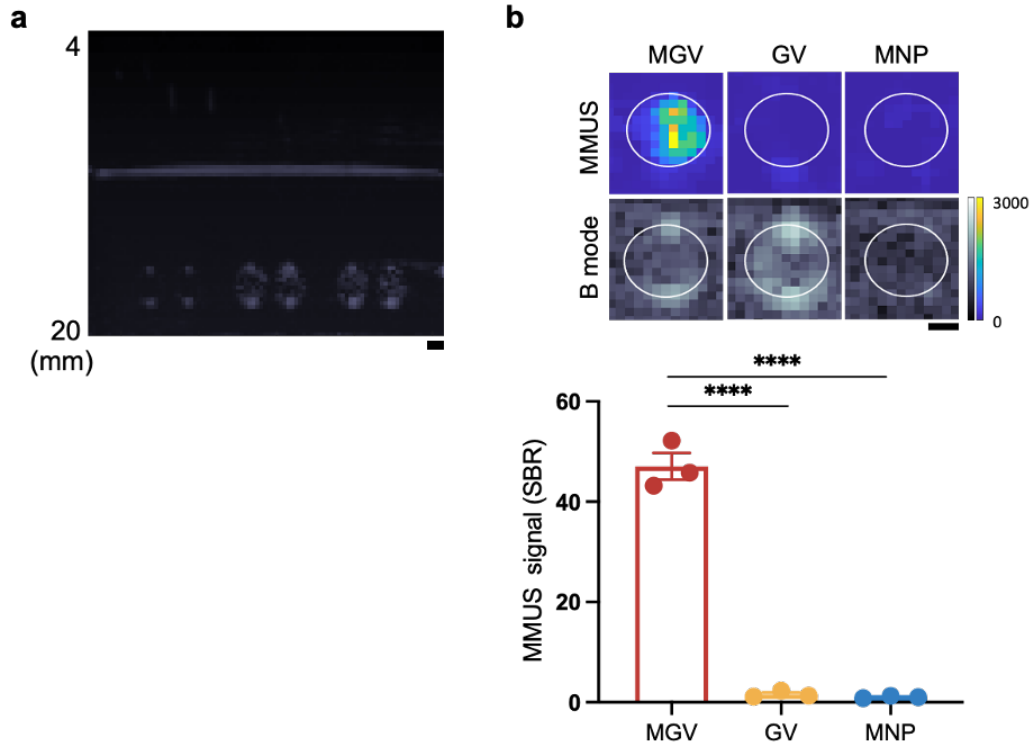 a
4
20
(mm)
b
MGV GV MNP
MMUS
B mode
3000
0
****
****
MMUS signal (SBR)
60
40
20
0
MGV GV MNP